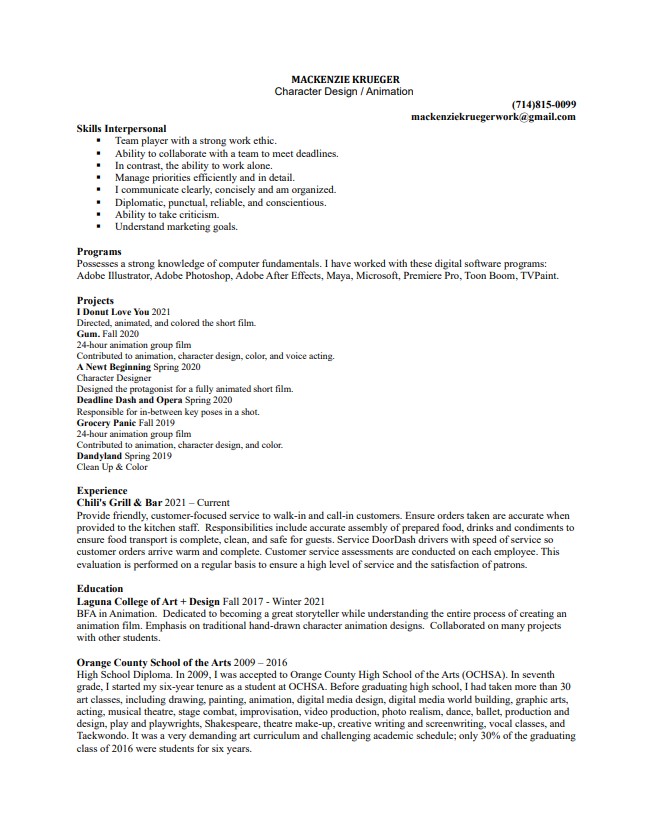 MACKENZIE KRUEGER
Character Design / Animation
(714)815-0099
mackenziekruegerwork@gmail.com
Skills Interpersonal
▪ Team player with a strong work ethic.
▪ Ability to collaborate with a team to meet deadlines.
▪ In contrast, the ability to work alone.
▪ Manage priorities efficiently and in detail.
▪ I communicate clearly, concisely and am organized.
▪ Diplomatic, punctual, reliable, and conscientious.
▪ Ability to take criticism.
▪ Understand marketing goals.
Programs
Possesses a strong knowledge of computer fundamentals. I have worked with these digital software programs:
Adobe Illustrator, Adobe Photoshop, Adobe After Effects, Maya, Microsoft, Premiere Pro, Toon Boom, TVPaint.
Projects
I Donut Love You 2021
Directed, animated, and colored the short film.
Gum. Fall 2020
24-hour animation group film
Contributed to animation, character design, color, and voice acting.
A Newt Beginning Spring 2020
Character Designer
Designed the protagonist for a fully animated short film.
Deadline Dash and Opera Spring 2020
Responsible for in-between key poses in a shot.
Grocery Panic Fall 2019
24-hour animation group film
Contributed to animation, character design, and color.
Dandyland Spring 2019
Clean Up & Color
Experience
Chili's Grill & Bar 2021 – Current
Provide friendly, customer-focused service to walk-in and call-in customers. Ensure orders taken are accurate when
provided to the kitchen staff. Responsibilities include accurate assembly of prepared food, drinks and condiments to
ensure food transport is complete, clean, and safe for guests. Service DoorDash drivers with speed of service so
customer orders arrive warm and complete. Customer service assessments are conducted on each employee. This
evaluation is performed on a regular basis to ensure a high level of service and the satisfaction of patrons.
Education
Laguna College of Art + Design Fall 2017 - Winter 2021
BFA in Animation. Dedicated to becoming a great storyteller while understanding the entire process of creating an
animation film. Emphasis on traditional hand-drawn character animation designs. Collaborated on many projects
with other students.
Orange County School of the Arts 2009 – 2016
High School Diploma. In 2009, I was accepted to Orange County High School of the Arts (OCHSA). In seventh
grade, I started my six-year tenure as a student at OCHSA. Before graduating high school, I had taken more than 30
art classes, including drawing, painting, animation, digital media design, digital media world building, graphic arts,
acting, musical theatre, stage combat, improvisation, video production, photo realism, dance, ballet, production and
design, play and playwrights, Shakespeare, theatre make-up, creative writing and screenwriting, vocal classes, and
Taekwondo. It was a very demanding art curriculum and challenging academic schedule; only 30% of the graduating
class of 2016 were students for six years.